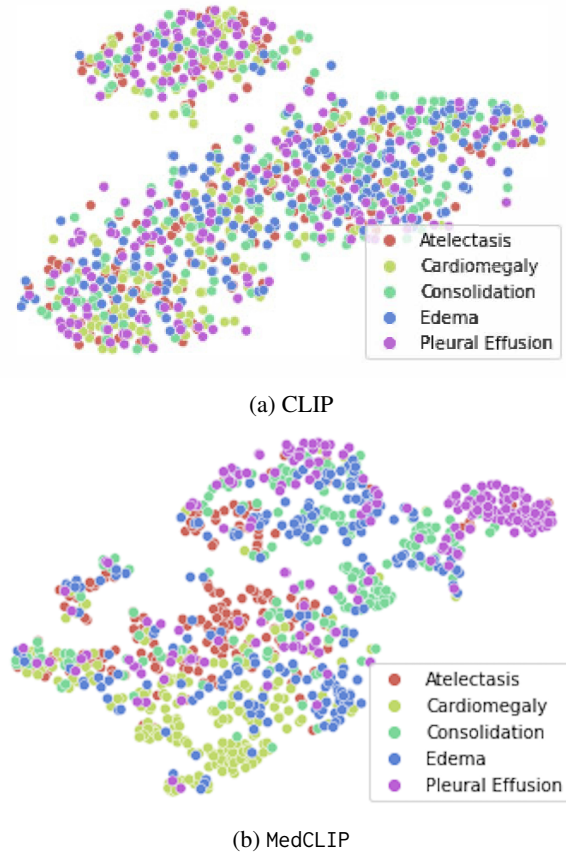 Atelectasis
Cardiomegaly
Consolidation
Edema
Pleural Effusion
(a) CLIP
Atelectasis
Cardiomegaly
Consolidation
Edema
Pleural Effusion
(b) MedCLIP